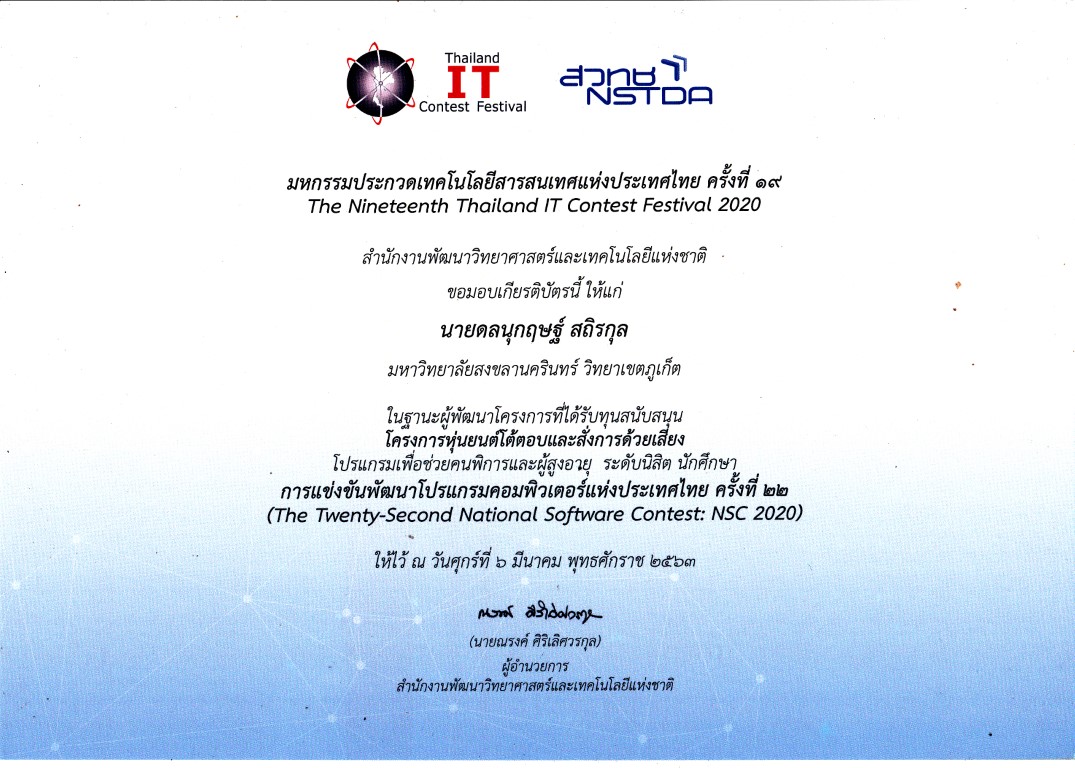 Thailand
IT
Contest Festival
สวทช
NSTDA
มหกรรมประกวดเทคโนโลยีสารสนเทศแห่งประเทศไทย ครั้งที่ ๑๙
The Nineteenth Thailand IT Contest Festival 2020
สำนักงานพัฒนาวิทยาศาสตร์และเทคโนโลยีแห่งชาติ
ขอมอบเกียรติบัตรนี้ ให้แก่
นายดลนุกฤษฐ์ สถิรกุล
มหาวิทยาลัยสงขลานครินทร์ วิทยาเขตภูเก็ต
ในฐานะผู้พัฒนาโครงการที่ได้รับทุนสนับสนุน
โครงการหุ่นยนต์โต้ตอบและสั่งการด้วยเสียง
โปรแกรมเพื่อช่วยคนพิการและผู้สูงอายุ ระดับนิสิต นักศึกษา
การแข่งขันพัฒนาโปรแกรมคอมพิวเตอร์แห่งประเทศไทย ครั้งที่ ๒๒
(The Twenty-Second National Software Contest: NSC 2020)
ให้ไว้ ณ วันศุกร์ที่ ๖ มีนาคม พุทธศักราช ๒๕๖๓
(นายณรงค์ ศิริเลิศวรกุล)
ผู้อำนวยการ
สำนักงานพัฒนาวิทยาศาสตร์และเทคโนโลยีแห่งชาติ